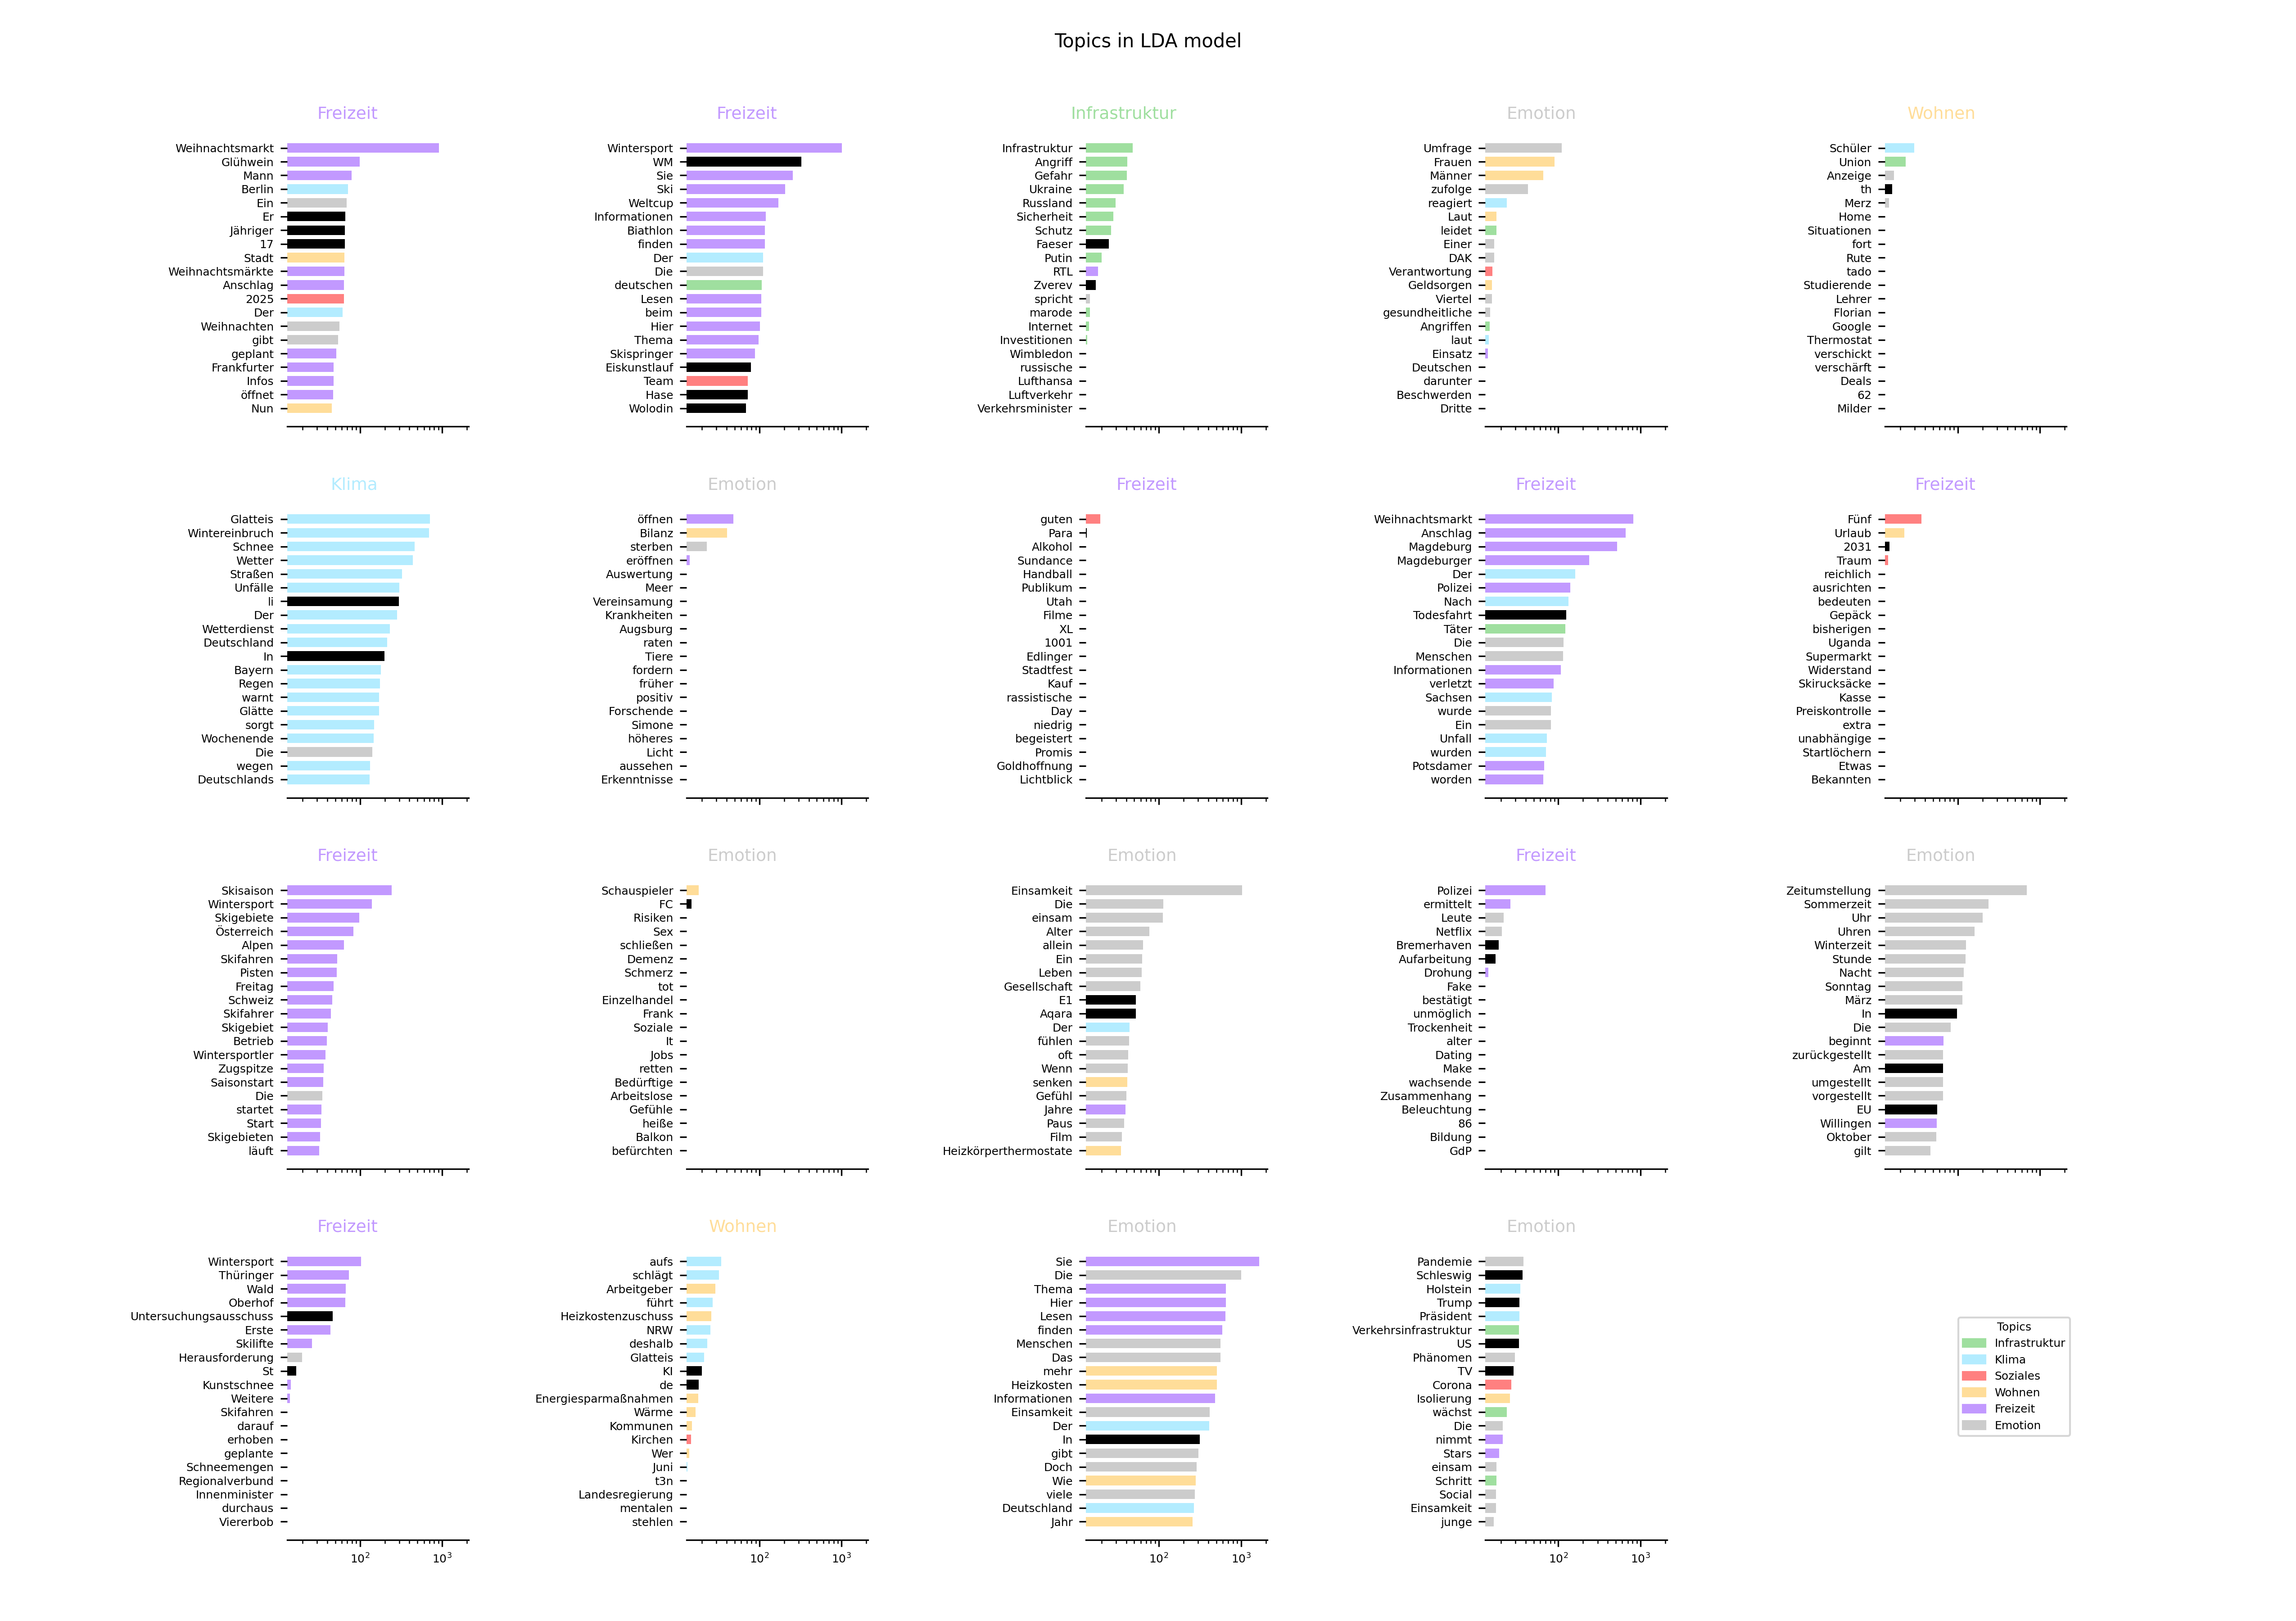 Topics in LDA model
Freizeit
Weihnachtsmarkt
Glühwein
Mann
Berlin
Ein
Er
Jähriger
17
Stadt
Weihnachtsmärkte
Anschlag
2025
Der
Weihnachten
gibt
geplant
Frankfurter
Infos
öffnet
Nun
Freizeit
Wintersport
WM
Sie
Ski
Weltcup
Informationen
Biathlon
finden
Der
Die
deutschen
Lesen
beim
Hier
Thema
Skispringer
Eiskunstlauf
Team
Hase
Wolodin
Infrastruktur
Infrastruktur
Angriff
Gefahr
Ukraine
Russland
Sicherheit
Schutz
Faeser
Putin
RTL
Zverev
spricht
marode
Internet
Investitionen
Wimbledon
russische
Lufthansa
Luftverkehr
Verkehrsminister
Emotion
Umfrage
Frauen
Männer
zufolge
reagiert
Laut
leidet
Einer
DAK
Verantwortung
Geldsorgen
Viertel
gesundheitliche
Angriffen
laut
Einsatz
Deutschen
darunter
Beschwerden
Dritte
Wohnen
Schüler
Union
Anzeige
th
Merz
Home
Situationen
fort
Rute
tado
Studierende
Lehrer
Florian
Google
Thermostat
verschickt
verschärft
Deals
62
Milder
Klima
Glatteis
Wintereinbruch
Schnee
Wetter
Straßen
Unfälle
li
Der
Wetterdienst
Deutschland
In
Bayern
Regen
warnt
Glätte
sorgt
Wochenende
Die
wegen
Deutschlands
Emotion
öffnen
Bilanz
sterben
eröffnen
Auswertung
Meer
Vereinsamung
Krankheiten
Augsburg
raten
Tiere
fordern
früher
positiv
Forschende
Simone
höheres
Licht
aussehen
Erkenntnisse
Freizeit
guten
Para
Alkohol
Sundance
Handball
Publikum
Utah
Filme
XL
1001
Edlinger
Stadtfest
Kauf
rassistische
Day
niedrig
begeistert
Promis
Goldhoffnung
Lichtblick
Freizeit
Weihnachtsmarkt
Anschlag
Magdeburg
Magdeburger
Der
Polizei
Nach
Todesfahrt
Täter
Die
Menschen
Informationen
verletzt
Sachsen
wurde
Ein
Unfall
wurden
Potsdamer
worden
Freizeit
Fünf
Urlaub
2031
Traum
reichlich
ausrichten
bedeuten
Gepäck
bisherigen
Uganda
Supermarkt
Widerstand
Skirucksäcke
Kasse
Preiskontrolle
extra
unabhängige
Startlöchern
Etwas
Bekannten
Freizeit
Skisaison
Wintersport
Skigebiete
Österreich
Alpen
Skifahren
Pisten
Freitag
Schweiz
Skifahrer
Skigebiet
Betrieb
Wintersportler
Zugspitze
Saisonstart
Die
startet
Start
Skigebieten
läuft
Emotion
Schauspieler
FC
Risiken
Sex
schließen
Demenz
Schmerz
tot
Einzelhandel
Frank
Soziale
It
Jobs
retten
Bedürftige
Arbeitslose
Gefühle
heiße
Balkon
befürchten
Emotion
Einsamkeit
Die
einsam
Alter
allein
Ein
Leben
Gesellschaft
E1
Aqara
Der
fühlen
oft
Wenn
senken
Gefühl
Jahre
Paus
Film
Heizkörperthermostate
Freizeit
Polizei
ermittelt
Leute
Netflix
Bremerhaven
Aufarbeitung
Drohung
Fake
bestätigt
unmöglich
Trockenheit
alter
Dating
Make
wachsende
Zusammenhang
Beleuchtung
86
Bildung
GdP
Emotion
Zeitumstellung
Sommerzeit
Uhr
Uhren
Winterzeit
Stunde
Nacht
Sonntag
März
In
Die
beginnt
zurückgestellt
Am
umgestellt
vorgestellt
EU
Willingen
Oktober
gilt
Freizeit
Wintersport
Thüringer
Wald
Oberhof
Untersuchungsausschuss
Erste
Skilifte
Herausforderung
St
Kunstschnee
Weitere
Skifahren
darauf
erhoben
geplante
Schneemengen
Regionalverbund
Innenminister
durchaus
Viererbob
10²
10³
Wohnen
aufs
schlägt
Arbeitgeber
führt
Heizkostenzuschuss
NRW
deshalb
Glatteis
KI
de
Energiesparmaßnahmen
Wärme
Kommunen
Kirchen
Wer
Juni
t3n
Landesregierung
mentalen
stehlen
10²
10³
Emotion
Sie
Die
Thema
Hier
Lesen
finden
Menschen
Das
mehr
Heizkosten
Informationen
Einsamkeit
Der
In
gibt
Doch
Wie
viele
Deutschland
Jahr
10²
10³
Emotion
Pandemie
Schleswig
Holstein
Trump
Präsident
Verkehrsinfrastruktur
US
Phänomen
TV
Corona
Isolierung
wächst
Die
nimmt
Stars
einsam
Schritt
Social
Einsamkeit
junge
10²
10³
Topics
Infrastruktur
Klima
Soziales
Wohnen
Freizeit
Emotion